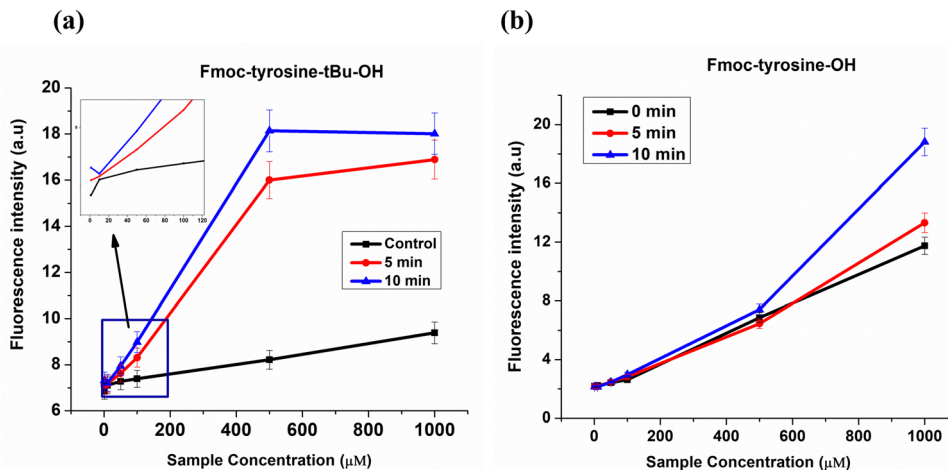 (a)
Fmoc-tyrosine-tBu-OH
Fluorescence intensity (a.u)
20
18
16
14
12
10
8
6
8
0 20 40 60 80 100 120
Control
5 min
10 min
0 200 400 600 800 1000
Sample Concentration (μM)
(b)
Fmoc-tyrosine-OH
Fluorescence intensity (a.u)
20
16
12
8
4
0
0 min
5 min
10 min
0 200 400 600 800 1000
Sample Concentration (μM)